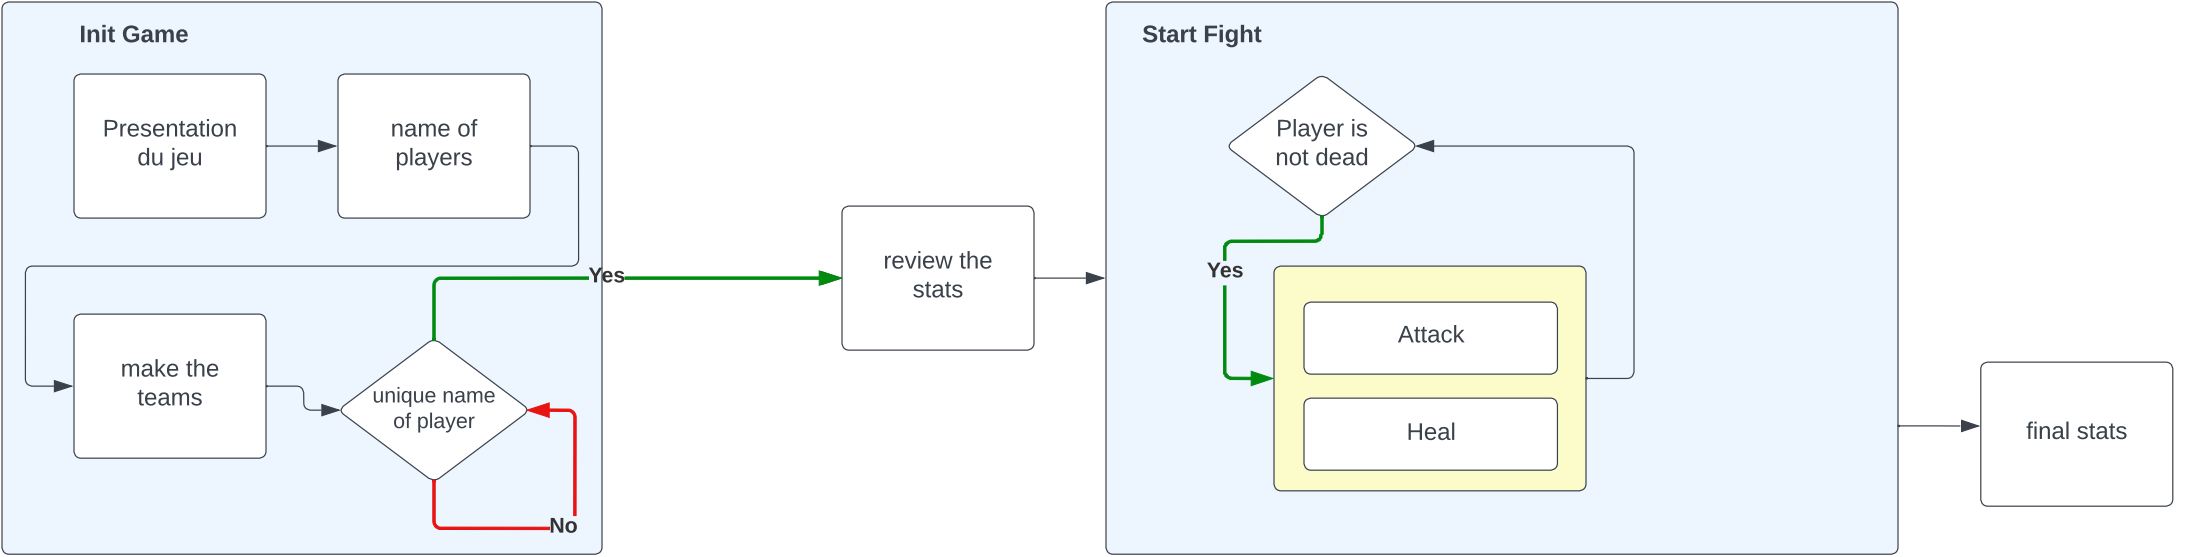 Init Game
Presentation
du jeu
name of
players
make the
teams
unique name
of player
Yes
No
review the
stats
Start Fight
Player is
not dead
Yes
Attack
Heal
final stats